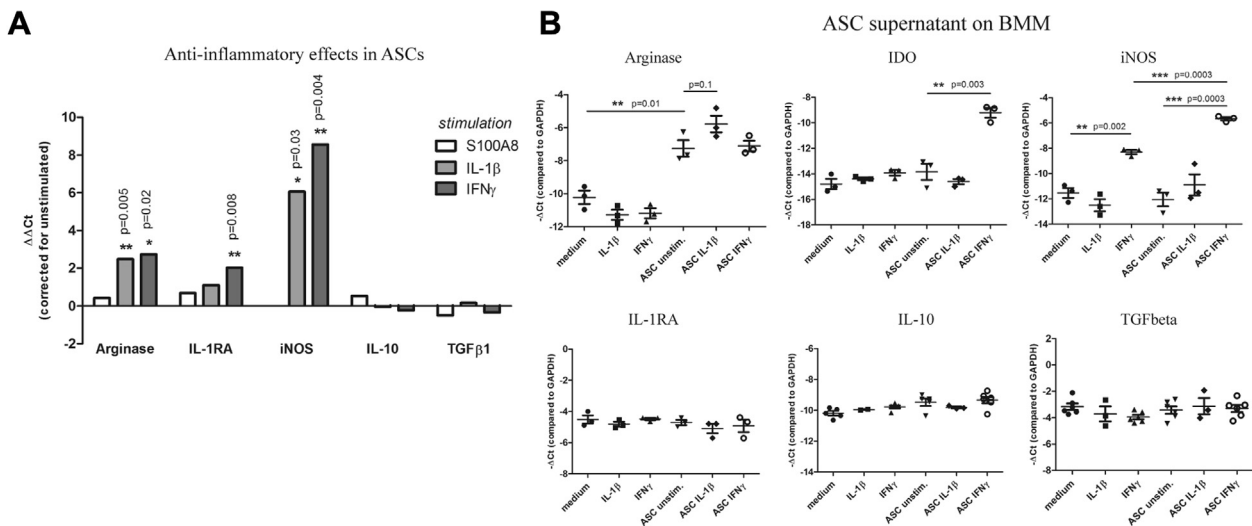 A
Anti-inflammatory effects in ASCs
ΔΔCt
(corrected for unstimulated)
10
8
6
4
2
0
-2
p=0.005
**
p=0.02
*
p=0.008
**
p=0.03
*
p=0.004
**
stimulation
S100A8
IL-1β
IFNγ
Arginase
IL-1RA
iNOS
IL-10
TGFβ1
B
ASC supernatant on BMM
Arginase
-ΔCt (compared to GAPDH)
-4
-6
-8
-10
-12
** p=0.01
p=0.1
medium
IL-1β
IFNγ
ASC unstim.
ASC IL-1β
ASC IFNγ
IDO
-ΔCt (compared to GAPDH)
-6
-8
-10
-12
-14
-16
-18
** p=0.003
medium
IL-1β
IFNγ
ASC unstim.
ASC IL-1β
ASC IFNγ
iNOS
-ΔCt (compared to GAPDH)
-4
-6
-8
-10
-12
-14
*** p=0.0003
*** p=0.0003
** p=0.002
medium
IL-1β
IFNγ
ASC unstim.
ASC IL-1β
ASC IFNγ
IL-1RA
-ΔCt (compared to GAPDH)
0
-2
-4
-6
-8
medium
IL-1β
IFNγ
ASC unstim.
ASC IL-1β
ASC IFNγ
IL-10
-ΔCt (compared to GAPDH)
-6
-8
-10
-12
-14
medium
IL-1β
IFNγ
ASC unstim.
ASC IL-1β
ASC IFNγ
TGFbeta
-ΔCt (compared to GAPDH)
0
-2
-4
-6
-8
medium
IL-1β
IFNγ
ASC unstim.
ASC IL-1β
ASC IFNγ